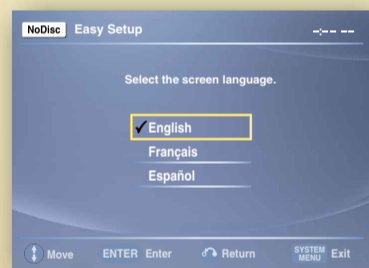 NoDisc Easy Setup -:-- --
Select the screen language.
✓English
Français
Español
Move ENTER Enter Return SYSTEM MENU Exit